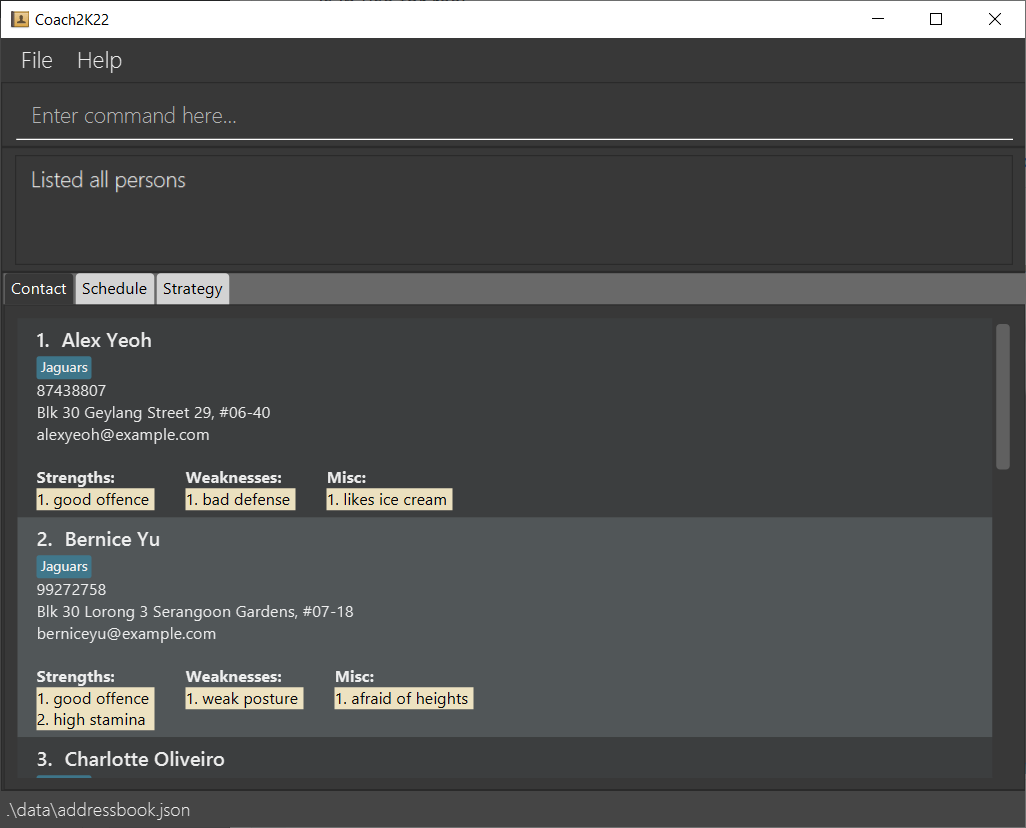 Coach2K22
File Help
Enter command here...
Listed all persons
Contact Schedule Strategy
1. Alex Yeoh
Jaguars
87438807
Blk 30 Geylang Street 29, #06-40
alexyeoh@example.com
Strengths: Weaknesses: Misc:
1. good offence 1. bad defense 1. likes ice cream
2. Bernice Yu
Jaguars
99272758
Blk 30 Lorong 3 Serangoon Gardens, #07-18
berniceyu@example.com
Strengths: Weaknesses: Misc:
1. good offence 1. weak posture 1. afraid of heights
2. high stamina
3. Charlotte Oliveiro
.\data\addressbook.json